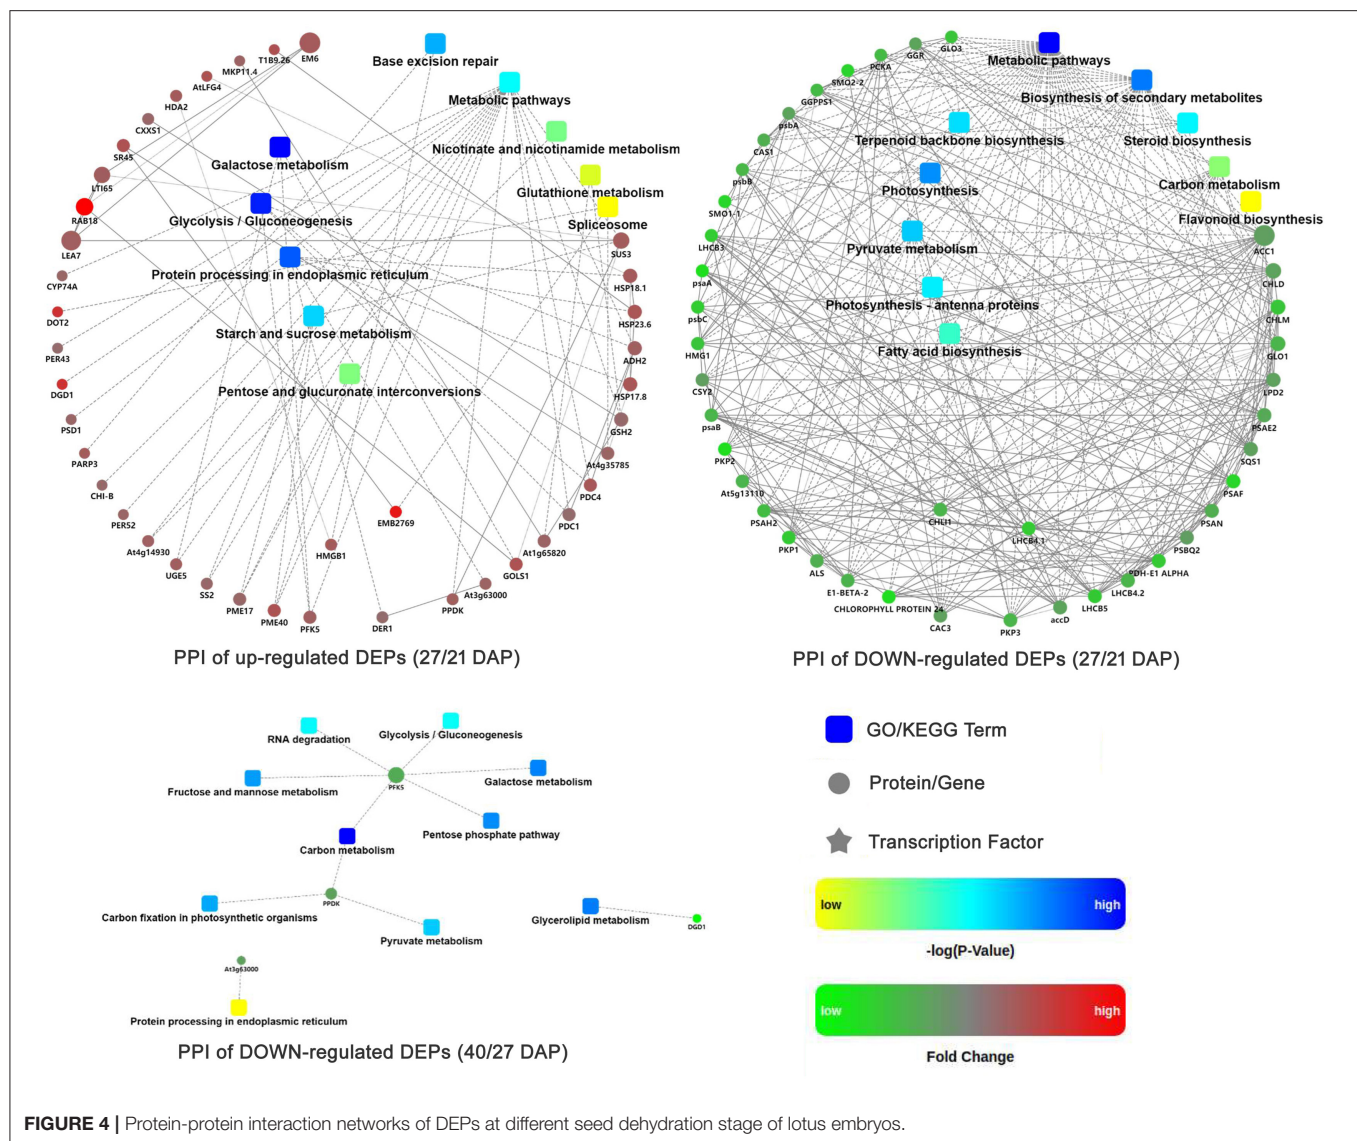 T1B9.26
EM6
MKP11.4
AtLFG4
HDA2
CXXS1
SR45
LTI65
RAB18
LEA7
CYP74A
DOT2
PER43
DGD1
PSD1
PARP3
CHI-B
PER52
At4g14930
UGE5
SS2
PME17
PME40
PFK5
DER1
PPDK
At3g63000
GOLS1
At1g65820
PDC1
PDC4
At4g35785
GSH2
HSP17.8
ADH2
HSP23.6
HSP18.1
SUS3
EMB2769
HMGB1
Base excision repair
Metabolic pathways
Nicotinate and nicotinamide metabolism
Galactose metabolism
Glutathione metabolism
Spliceosome
Glycolysis / Gluconeogenesis
Protein processing in endoplasmic reticulum
Starch and sucrose metabolism
Pentose and glucuronate interconversions
PPI of up-regulated DEPs (27/21 DAP)
GLO3
GGR
PCKA
SMO2-2
GGPPS1
psbA
CAS1
psbB
SMO1-1
LHCB3
psaA
psbC
HMG1
CSY2
psaB
PKP2
At5g13110
PSAH2
PKP1
ALS
E1-BETA-2
CHLOROPHYLL PROTEIN 24
CAC3
PKP3
accD
LHCB5
LHCB4.2
PDH-E1 ALPHA
PSBQ2
PSAN
PSAF
SQS1
PSAE2
LPD2
GLO1
CHLM
CHLD
ACC1
CHLI1
LHCB4.1
Metabolic pathways
Biosynthesis of secondary metabolites
Terpenoid backbone biosynthesis
Steroid biosynthesis
Photosynthesis
Carbon metabolism
Flavonoid biosynthesis
Pyruvate metabolism
Photosynthesis - antenna proteins
Fatty acid biosynthesis
PPI of DOWN-regulated DEPs (27/21 DAP)
RNA degradation
Glycolysis / Gluconeogenesis
Fructose and mannose metabolism
PFK5
Galactose metabolism
Pentose phosphate pathway
Carbon metabolism
PPDK
Carbon fixation in photosynthetic organisms
Pyruvate metabolism
Glycerolipid metabolism
DGD1
At3g63000
Protein processing in endoplasmic reticulum
PPI of DOWN-regulated DEPs (40/27 DAP)
GO/KEGG Term
Protein/Gene
Transcription Factor
low high
-log(P-Value)
low high
Fold Change
FIGURE 4 | Protein-protein interaction networks of DEPs at different seed dehydration stage of lotus embryos.